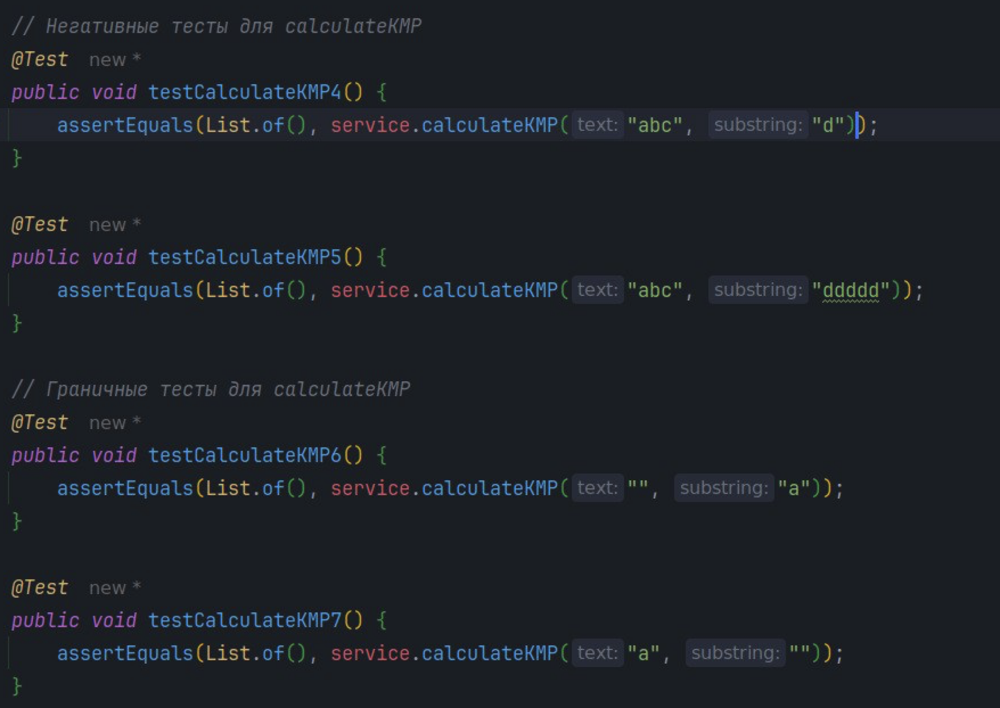 // Негативные тесты для calculateKMP
@Test new *
public void testCalculateKMP4() {
assertEquals(List.of(), service.calculateKMP( text: "abc", substring: "d"));
}
@Test new *
public void testCalculateKMP5() {
assertEquals(List.of(), service.calculateKMP( text: "abc", substring: "ddddd"));
}
// Граничные тесты для calculateKMP
@Test new *
public void testCalculateKMP6() {
assertEquals(List.of(), service.calculateKMP( text: "", substring: "a"));
}
@Test new *
public void testCalculateKMP7() {
assertEquals(List.of(), service.calculateKMP( text: "a", substring: ""));
}